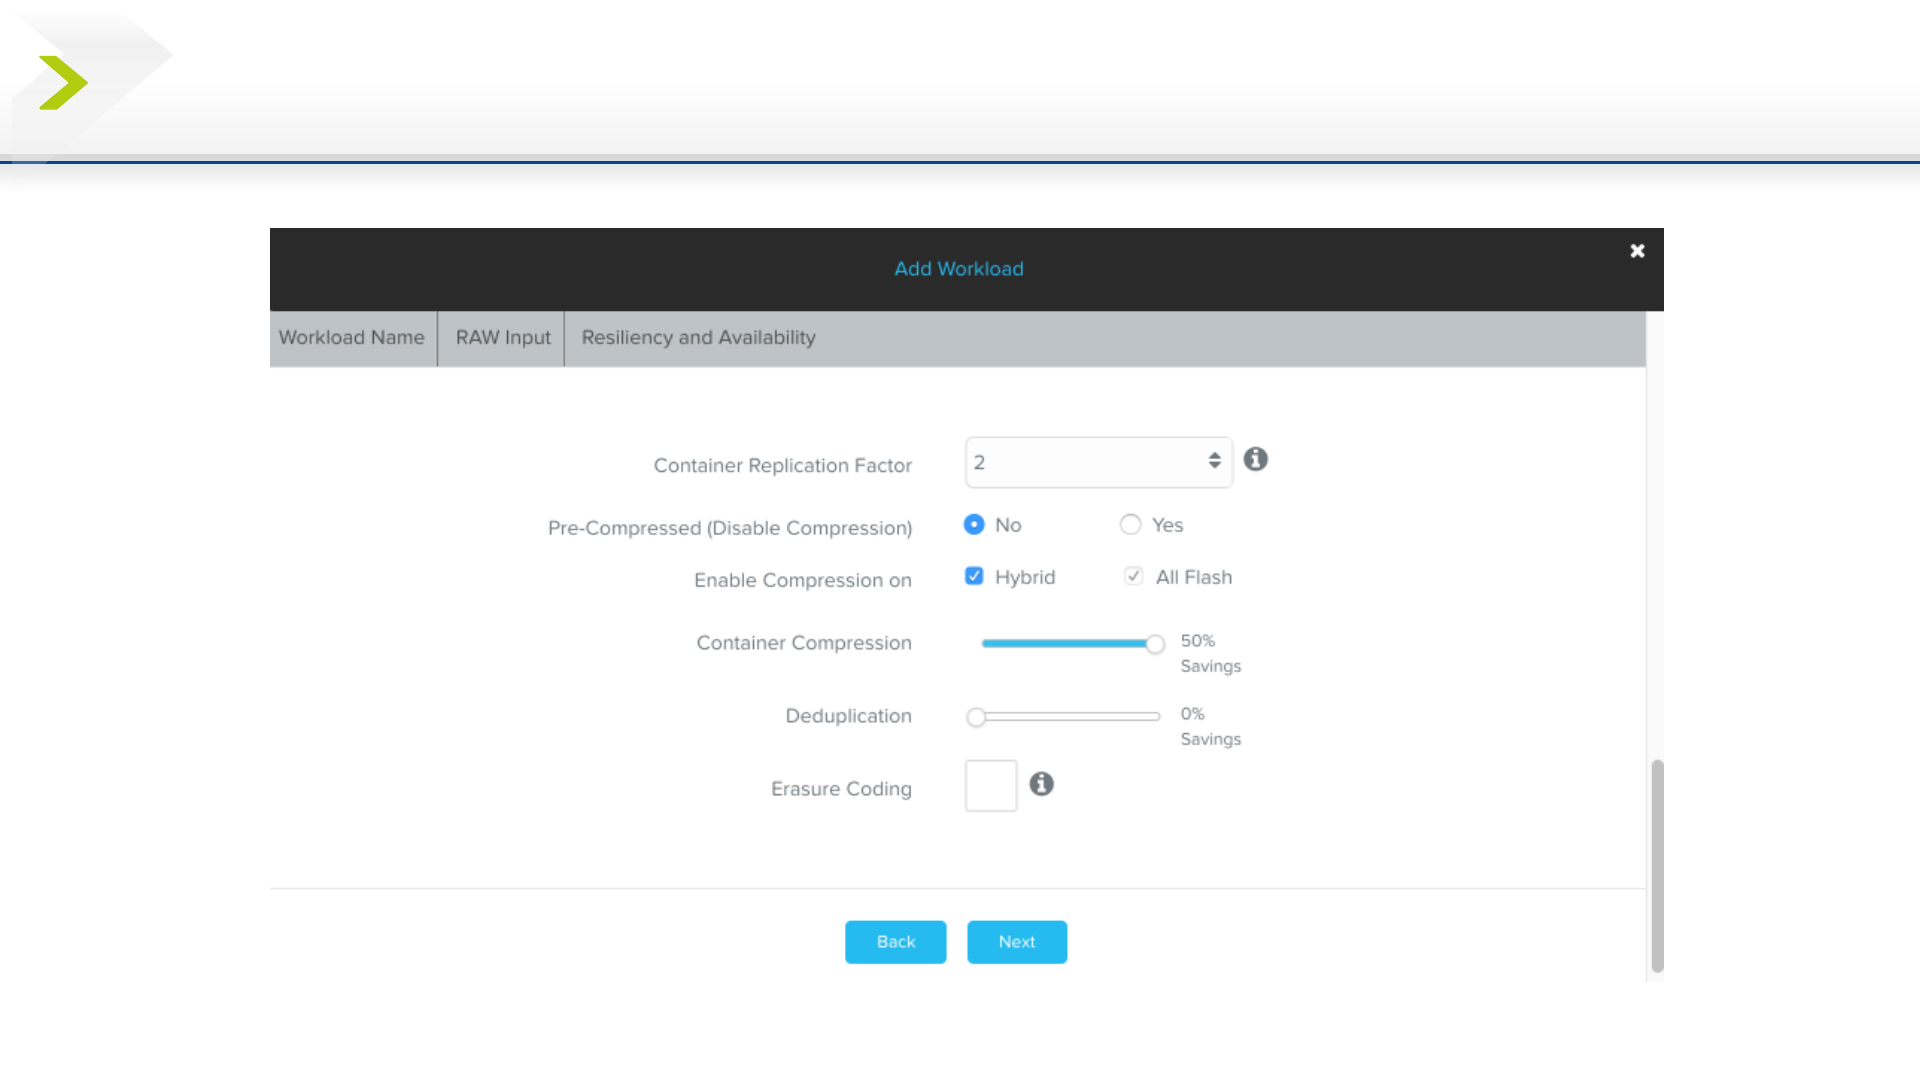 Add Workload
Workload Name RAW Input Resiliency and Availability
Container Replication Factor 2
Pre-Compressed (Disable Compression) No Yes
Enable Compression on Hybrid All Flash
Container Compression 50%
Savings
Deduplication 0%
Savings
Erasure Coding
Back Next